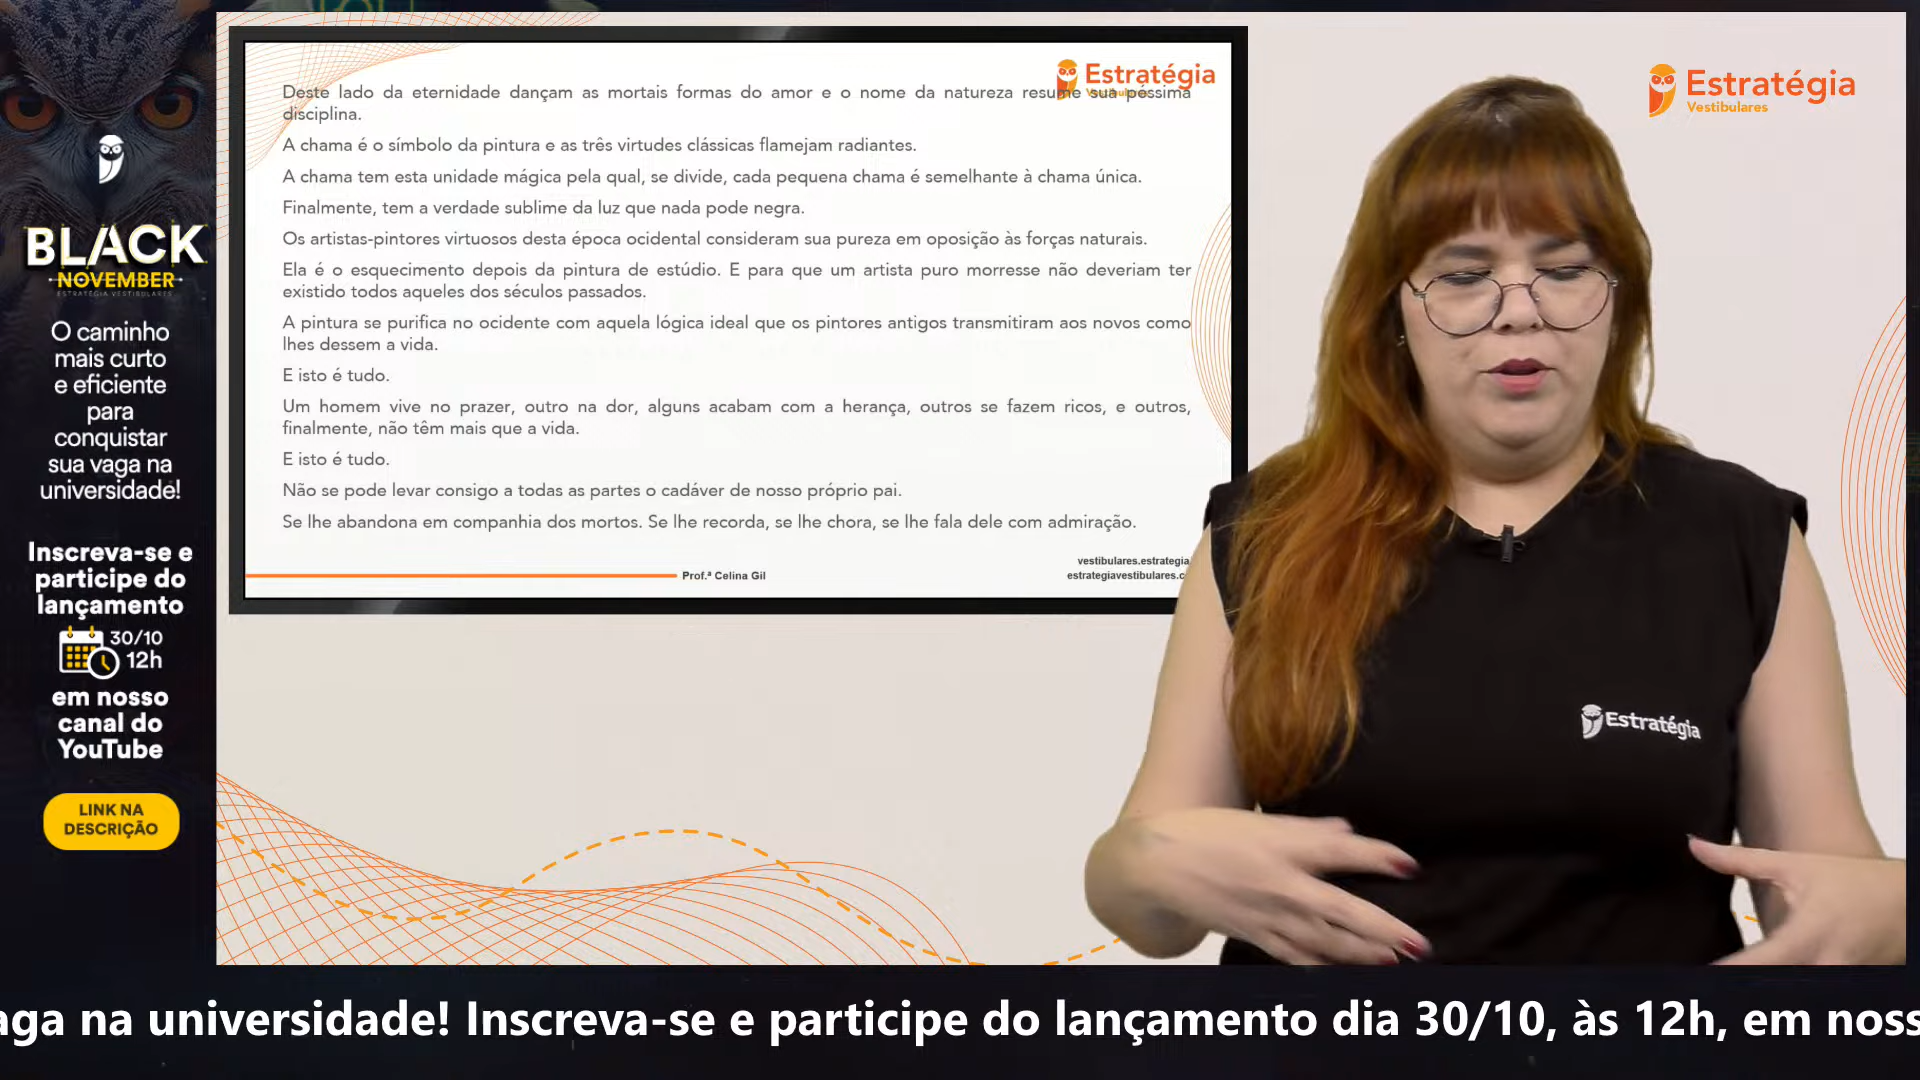 BLACK
NOVEMBER
ESTRATÉGIA VESTIBULARES
O caminho
mais curto
e eficiente
para
conquistar
sua vaga na
universidade!
Inscreva-se e
participe do
lançamento
30/10
12h
em nosso
canal do
YouTube
LINK NA
DESCRIÇÃO
Estratégia
Vestibulares
Deste lado da eternidade dançam as mortais formas do amor e o nome da natureza resume sua péssima
disciplina.
A chama é o símbolo da pintura e as três virtudes clássicas flamejam radiantes.
A chama tem esta unidade mágica pela qual, se divide, cada pequena chama é semelhante à chama única.
Finalmente, tem a verdade sublime da luz que nada pode negra.
Os artistas-pintores virtuosos desta época ocidental consideram sua pureza em oposição às forças naturais.
Ela é o esquecimento depois da pintura de estúdio. E para que um artista puro morresse não deveriam ter
existido todos aqueles dos séculos passados.
A pintura se purifica no ocidente com aquela lógica ideal que os pintores antigos transmitiram aos novos como
lhes dessem a vida.
E isto é tudo.
Um homem vive no prazer, outro na dor, alguns acabam com a herança, outros se fazem ricos, e outros,
finalmente, não têm mais que a vida.
E isto é tudo.
Não se pode levar consigo a todas as partes o cadáver de nosso próprio pai.
Se lhe abandona em companhia dos mortos. Se lhe recorda, se lhe chora, se lhe fala dele com admiração.
Prof.ª Celina Gil
vestibulares.estrategia
estrategiavestibulares.c
Estratégia
Vestibulares
Estratégia
aga na universidade! Inscreva-se e participe do lançamento dia 30/10, às 12h, em noss